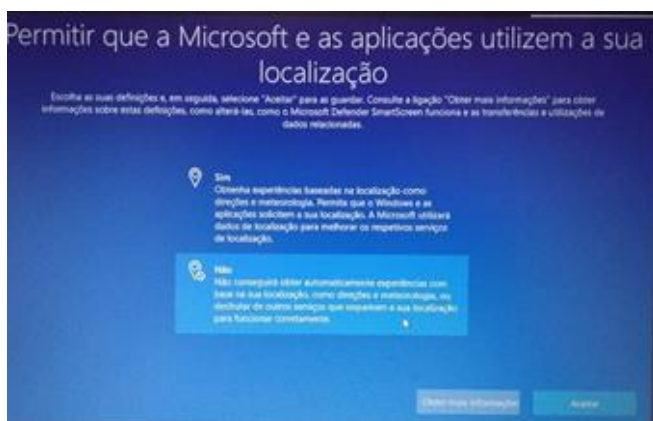 Permitir que a Microsoft e as aplicações utilizem a sua
localização
Escolha as suas definições e, em seguida, selecione "Aceitar" para as guardar. Consulte a ligação "Obter mais informações" para obter
informações sobre estas definições, como alterá-las, como o Microsoft Defender SmartScreen funciona e as transferências e utilizações de
dados relacionadas.
Sim
Obtenha experiências baseadas na localização como
direções e meteorologia. Permita que o Windows e as
aplicações solicitem a sua localização. A Microsoft utilizará
dados de localização para melhorar os respetivos serviços
de localização.
Não
Não conseguirá obter automaticamente experiências com
base na sua localização, como direções e meteorologia, ou
desfrutar de outros serviços que requeiram a sua localização
para funcionar corretamente.
Obter mais informações
Aceitar